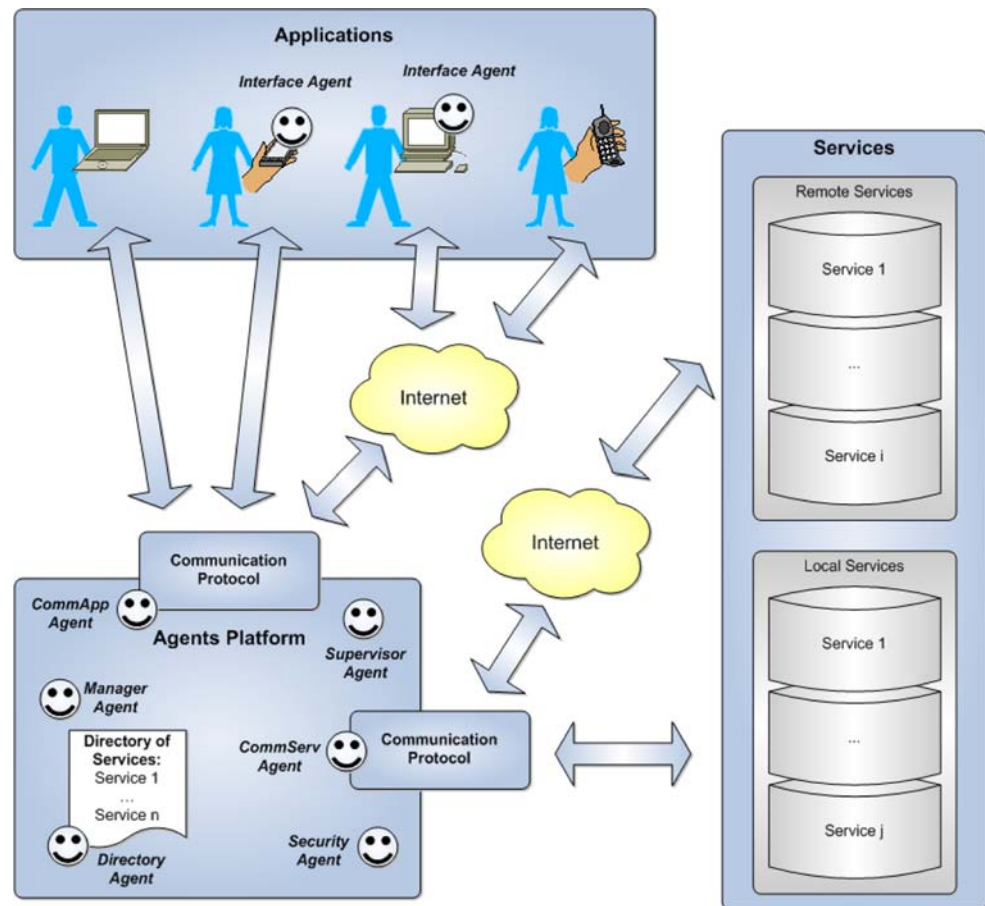 Applications
Interface Agent
Interface Agent
Internet
Internet
Services
Remote Services
Service 1
...
Service i
Local Services
Service 1
...
Service j
Communication
Protocol
CommApp
Agent
Agents Platform
Supervisor
Agent
Manager
Agent
Directory of
Services:
Service 1
...
Service n
Directory
Agent
CommServ
Agent
Communication
Protocol
Security
Agent